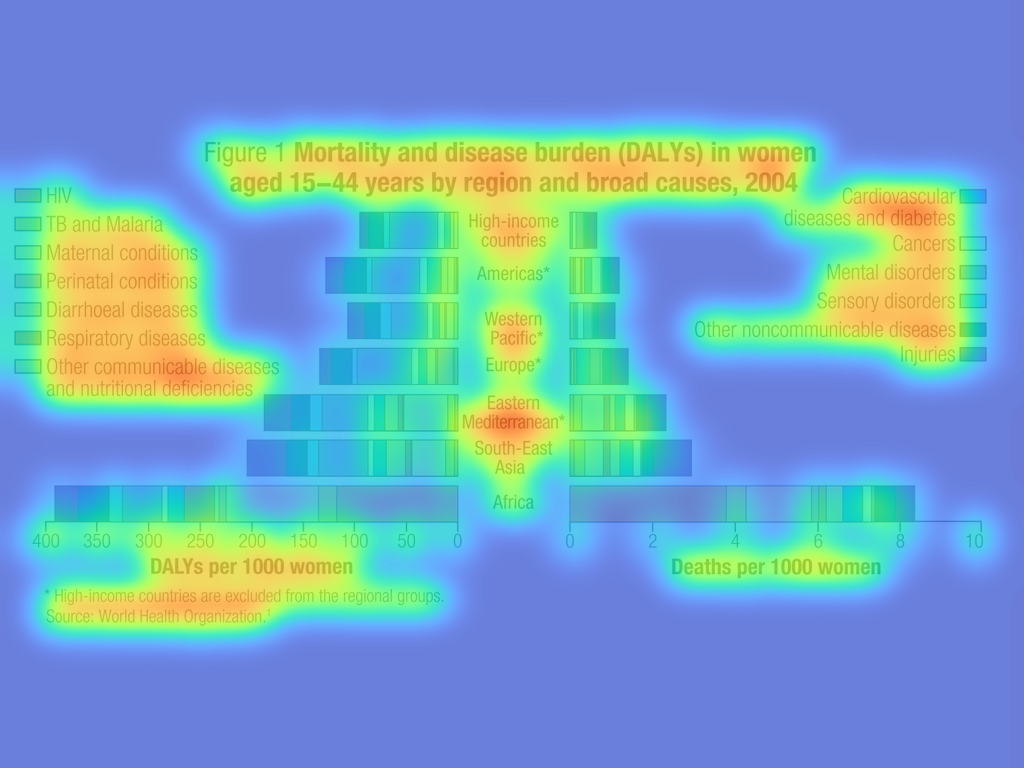 Figure 1 Mortality and disease burden (DALYs) in women
aged 15–44 years by region and broad causes, 2004
HIV
TB and Malaria
Maternal conditions
Perinatal conditions
Diarrhoeal diseases
Respiratory diseases
Other communicable diseases
and nutritional deficiencies
High-income
countries
Americas*
Western
Pacific*
Europe*
Eastern
Mediterranean*
South-East
Asia
Africa
Cardiovascular
diseases and diabetes
Cancers
Mental disorders
Sensory disorders
Other noncommunicable diseases
Injuries
400 350 300 250 200 150 100 50 0
0 2 4 6 8 10
DALYs per 1000 women
Deaths per 1000 women
* High-income countries are excluded from the regional groups.
Source: World Health Organization.¹